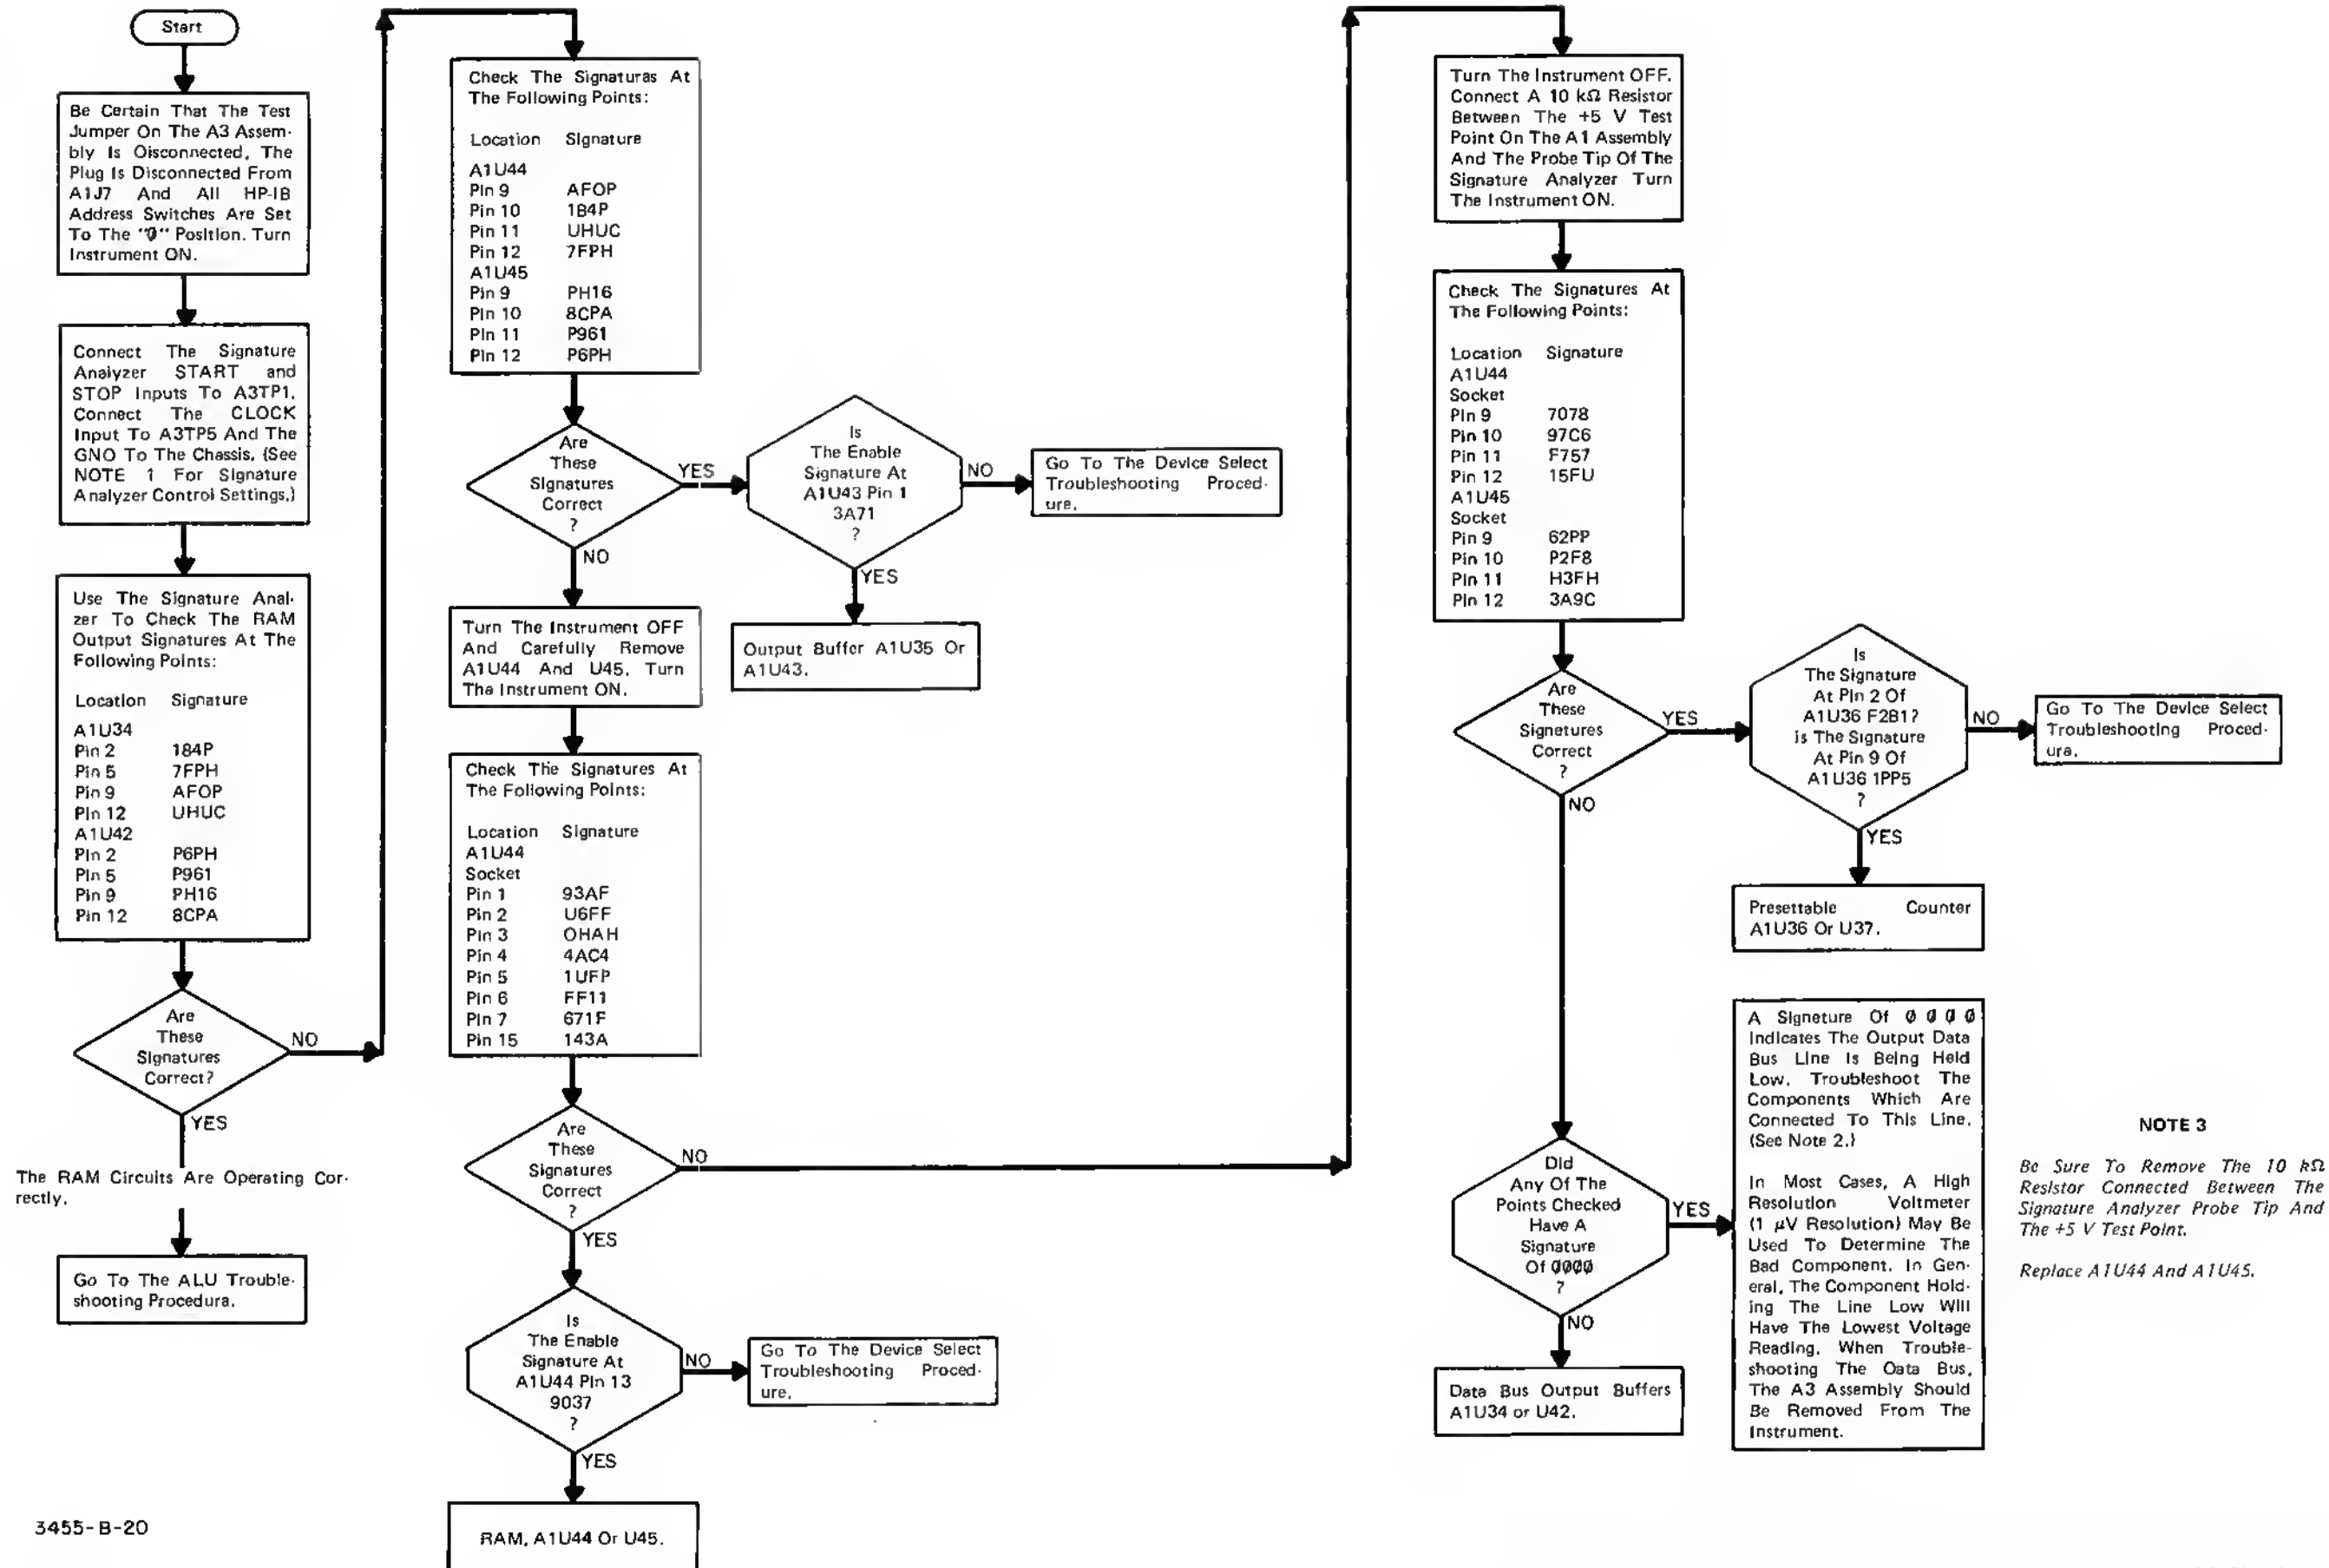 Start
Be Certain That The Test
Jumper On The A3 Assem-
bly Is Oisconnected, The
Plug Is Disconnected From
A1J7 And All HP-IB
Address Switches Are Set
To The "0" Position. Turn
Instrument ON.
Connect The Signature
Analyzer START and
STOP Inputs To A3TP1.
Connect The CLOCK
Input To A3TP5 And The
GNO To The Chassis. (See
NOTE 1 For Signature
Analyzer Control Settings.)
Use The Signature Anal-
zer To Check The RAM
Output Signatures At The
Following Points:
Location Signature
A1U34
Pin 2 184P
Pin 5 7FPH
Pin 9 AFOP
Pin 12 UHUC
A1U42
Pin 2 P6PH
Pin 5 P961
Pin 9 PH16
Pin 12 8CPA
Are
These
Signatures
Correct?
NO
YES
The RAM Circuits Are Operating Cor-
rectly.
Go To The ALU Trouble-
shooting Procedura.
3455-B-20
Check The Signaturas At
The Following Points:
Location Signature
A1U44
Pin 9 AFOP
Pin 10 1B4P
Pin 11 UHUC
Pin 12 7FPH
A1U45
Pin 9 PH16
Pin 10 8CPA
Pin 11 P961
Pin 12 P6PH
Are
These
Signatures
Correct
?
YES
NO
Is
The Enable
Signature At
A1U43 Pin 1
3A71
?
NO
YES
Go To The Device Select
Troubleshooting Proced-
ure.
Output Buffer A1U35 Or
A1U43.
Turn The Instrument OFF
And Carefully Remove
A1U44 And U45. Turn
Tha Instrument ON.
Check The Signatures At
The Following Points:
Location Signature
A1U44
Socket
Pin 1 93AF
Pin 2 U6FF
Pin 3 OHAH
Pin 4 4AC4
Pin 5 1UFP
Pin 6 FF11
Pin 7 671F
Pin 15 143A
Are
These
Signatures
Correct
?
NO
YES
Is
The Enable
Signature At
A1U44 Pin 13
9037
?
NO
YES
Go To The Device Select
Troubleshooting Proced-
ure.
RAM, A1U44 Or U45.
Turn The Instrument OFF.
Connect A 10 kΩ Resistor
Between The +5 V Test
Point On The A1 Assembly
And The Probe Tip Of The
Signature Analyzer Turn
The Instrument ON.
Check The Signatures At
The Following Points:
Location Signature
A1U44
Socket
Pin 9 7078
Pin 10 97C6
Pin 11 F757
Pin 12 15FU
A1U45
Socket
Pin 9 62PP
Pin 10 P2F8
Pin 11 H3FH
Pin 12 3A9C
Are
These
Signetures
Correct
?
YES
NO
Is
The Signature
At Pin 2 Of
A1U36 F2B1?
Is The Signature
At Pin 9 Of
A1U36 1PP5
?
NO
YES
Go To The Device Select
Troubleshooting Proced-
ura.
Presettable Counter
A1U36 Or U37.
Did
Any Of The
Points Checked
Have A
Signature
Of 0000
?
YES
NO
Data Bus Output Buffers
A1U34 or U42.
A Signeture Of 0 0 0 0
Indicates The Output Data
Bus Line Is Being Held
Low. Troubleshoot The
Components Which Are
Connected To This Line.
(See Note 2.)
In Most Cases, A High
Resolution Voltmeter
(1 μV Resolution) May Be
Used To Determine The
Bad Component. In Gen-
eral, The Component Hold-
ing The Line Low Will
Have The Lowest Voltage
Reading. When Trouble-
shooting The Oata Bus,
The A3 Assembly Should
Be Removed From The
Instrument.
NOTE 3
Be Sure To Remove The 10 kΩ
Resistor Connected Between The
Signature Analyzer Probe Tip And
The +5 V Test Point.
Replace A1U44 And A1U45.